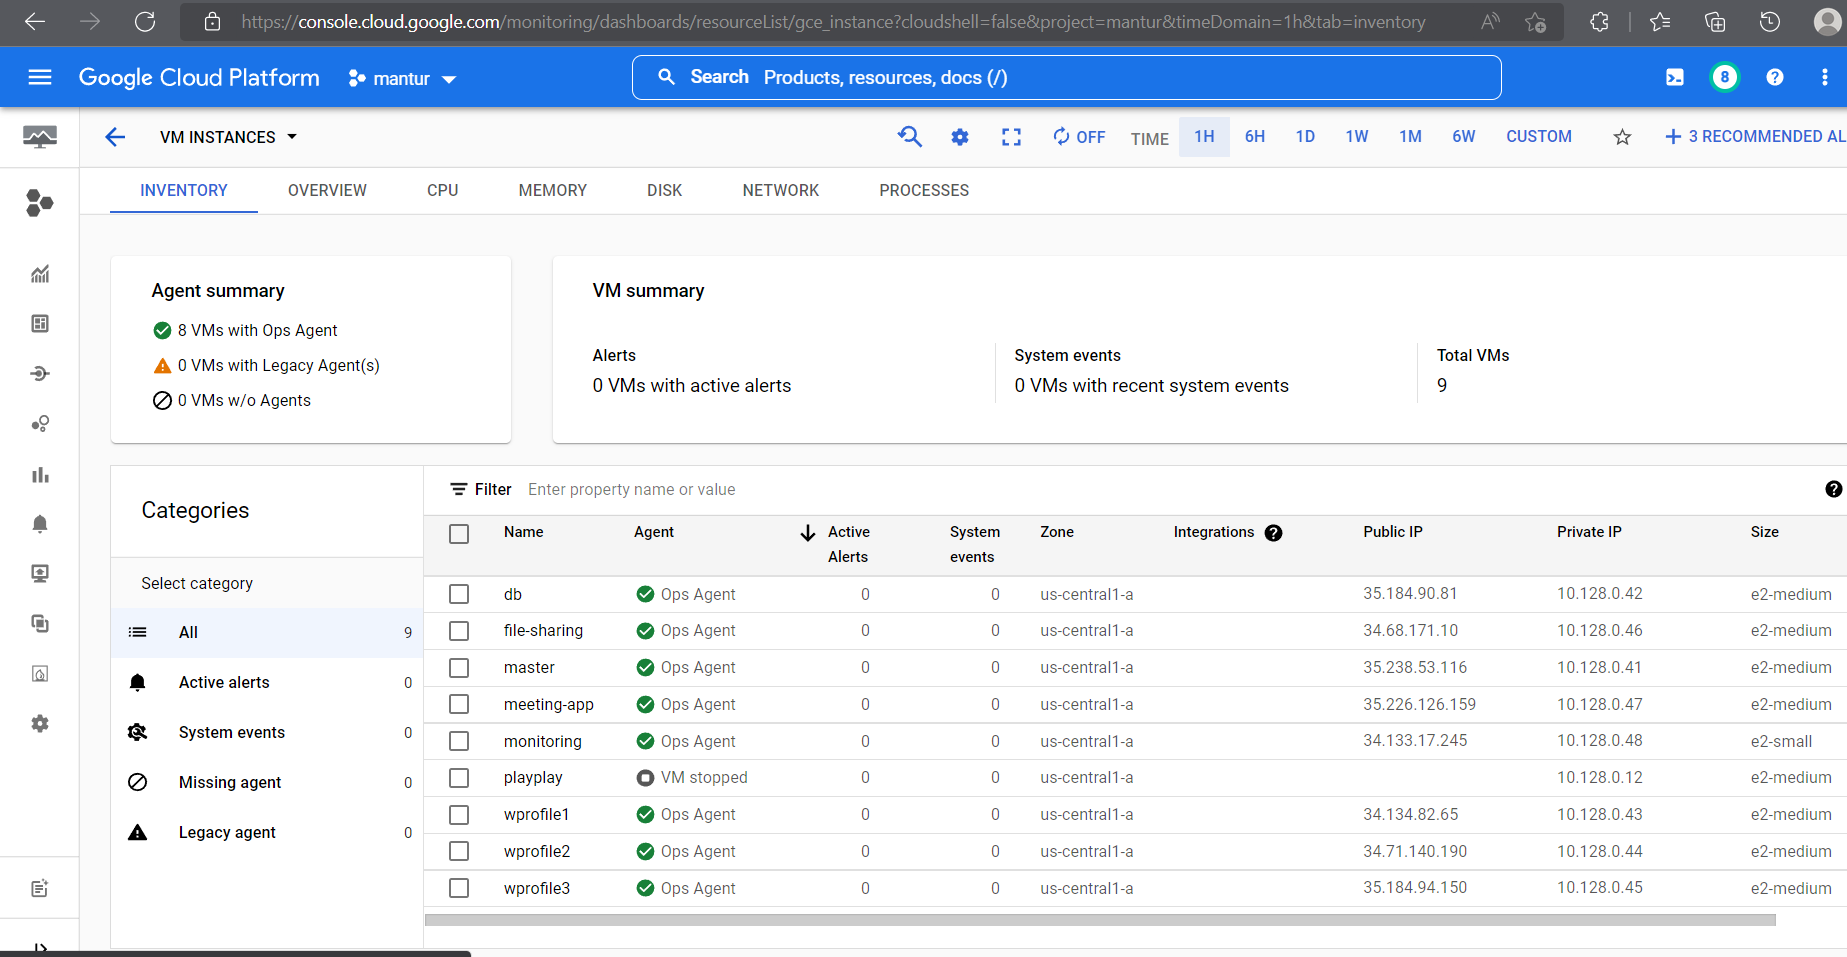 https://console.cloud.google.com/monitoring/dashboards/resourceList/gce_instance?cloudshell=false&project=mantur&timeDomain=1h&tab=inventory
Google Cloud Platform mantur Search Products, resources, docs (/) 8
VM INSTANCES OFF TIME 1H 6H 1D 1W 1M 6W CUSTOM 3 RECOMMENDED AL
INVENTORY OVERVIEW CPU MEMORY DISK NETWORK PROCESSES
Agent summary
8 VMs with Ops Agent
0 VMs with Legacy Agent(s)
0 VMs w/o Agents
VM summary
Alerts
0 VMs with active alerts
System events
0 VMs with recent system events
Total VMs
9
Categories
Select category
All 9
Active alerts 0
System events 0
Missing agent 0
Legacy agent 0
Filter Enter property name or value
Name Agent Active Alerts System events Zone Integrations Public IP Private IP Size
db Ops Agent 0 0 us-central1-a 35.184.90.81 10.128.0.42 e2-medium
file-sharing Ops Agent 0 0 us-central1-a 34.68.171.10 10.128.0.46 e2-medium
master Ops Agent 0 0 us-central1-a 35.238.53.116 10.128.0.41 e2-medium
meeting-app Ops Agent 0 0 us-central1-a 35.226.126.159 10.128.0.47 e2-medium
monitoring Ops Agent 0 0 us-central1-a 34.133.17.245 10.128.0.48 e2-small
playplay VM stopped 0 0 us-central1-a 10.128.0.12 e2-medium
wprofile1 Ops Agent 0 0 us-central1-a 34.134.82.65 10.128.0.43 e2-medium
wprofile2 Ops Agent 0 0 us-central1-a 34.71.140.190 10.128.0.44 e2-medium
wprofile3 Ops Agent 0 0 us-central1-a 35.184.94.150 10.128.0.45 e2-medium